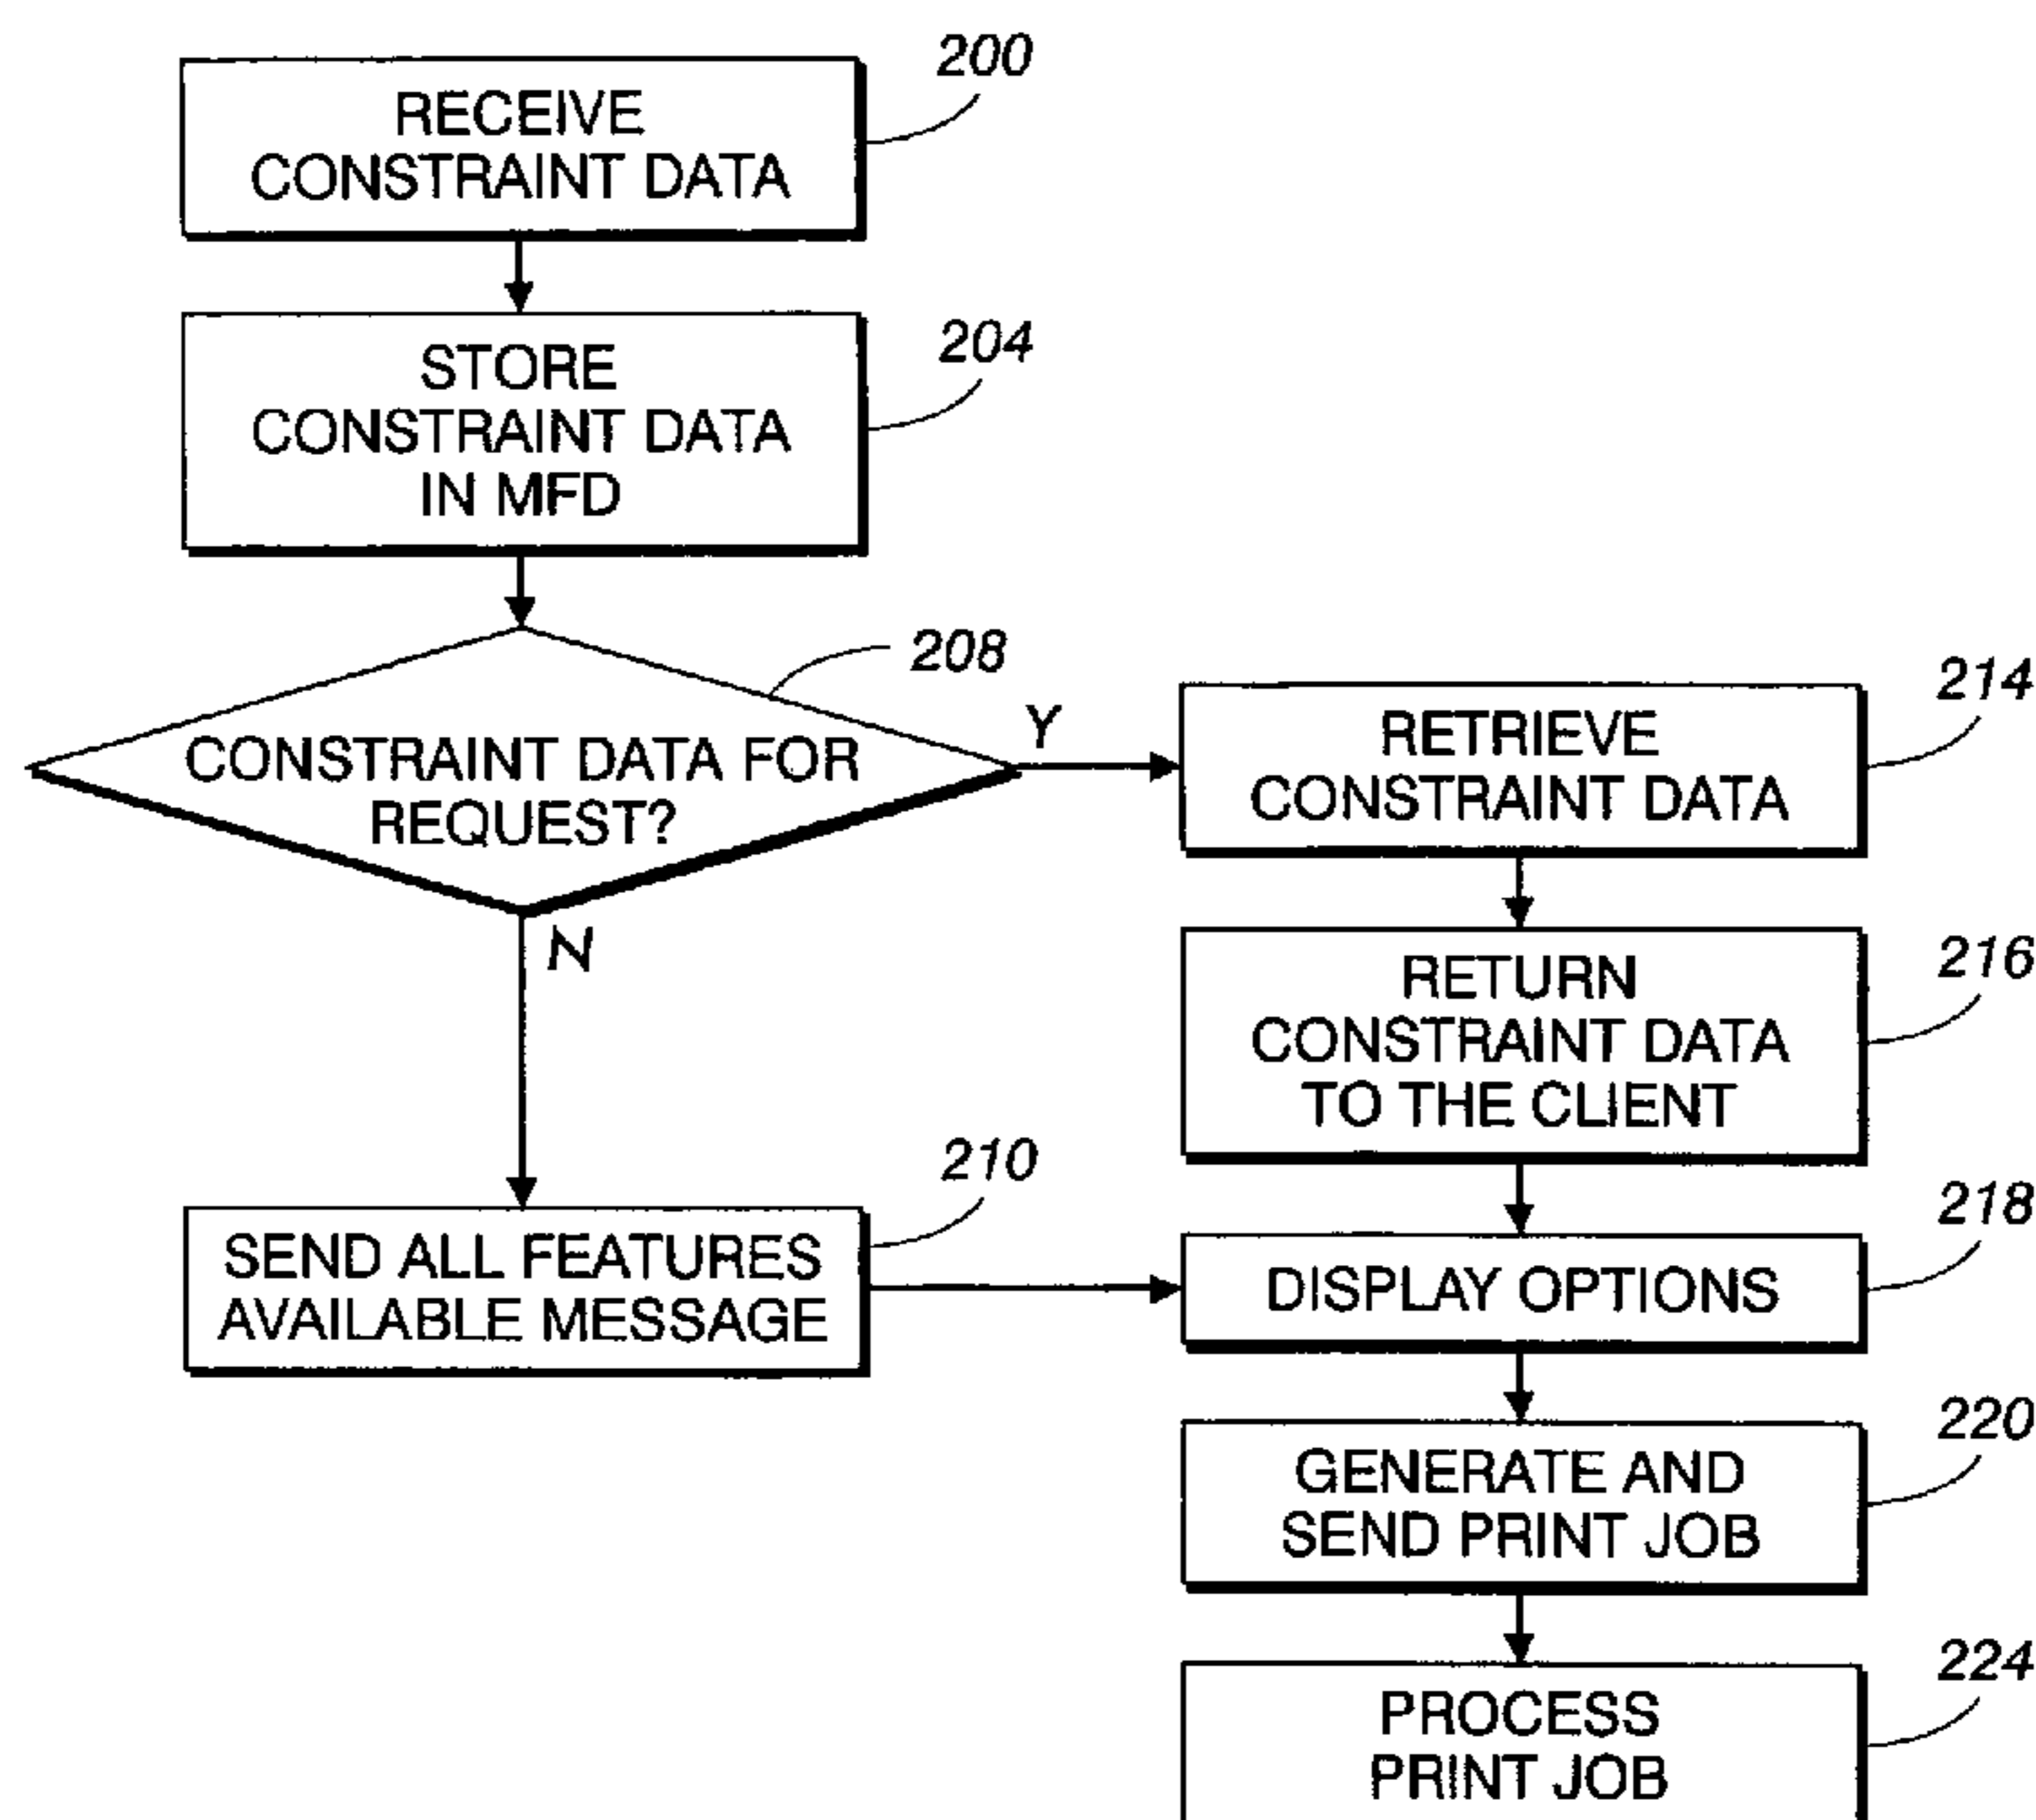 200
RECEIVE
CONSTRAINT DATA
204
STORE
CONSTRAINT DATA
IN MFD
208
CONSTRAINT DATA FOR
REQUEST?
Y
N
210
SEND ALL FEATURES
AVAILABLE MESSAGE
214
RETRIEVE
CONSTRAINT DATA
216
RETURN
CONSTRAINT DATA
TO THE CLIENT
218
DISPLAY OPTIONS
220
GENERATE AND
SEND PRINT JOB
224
PROCESS
PRINT JOB